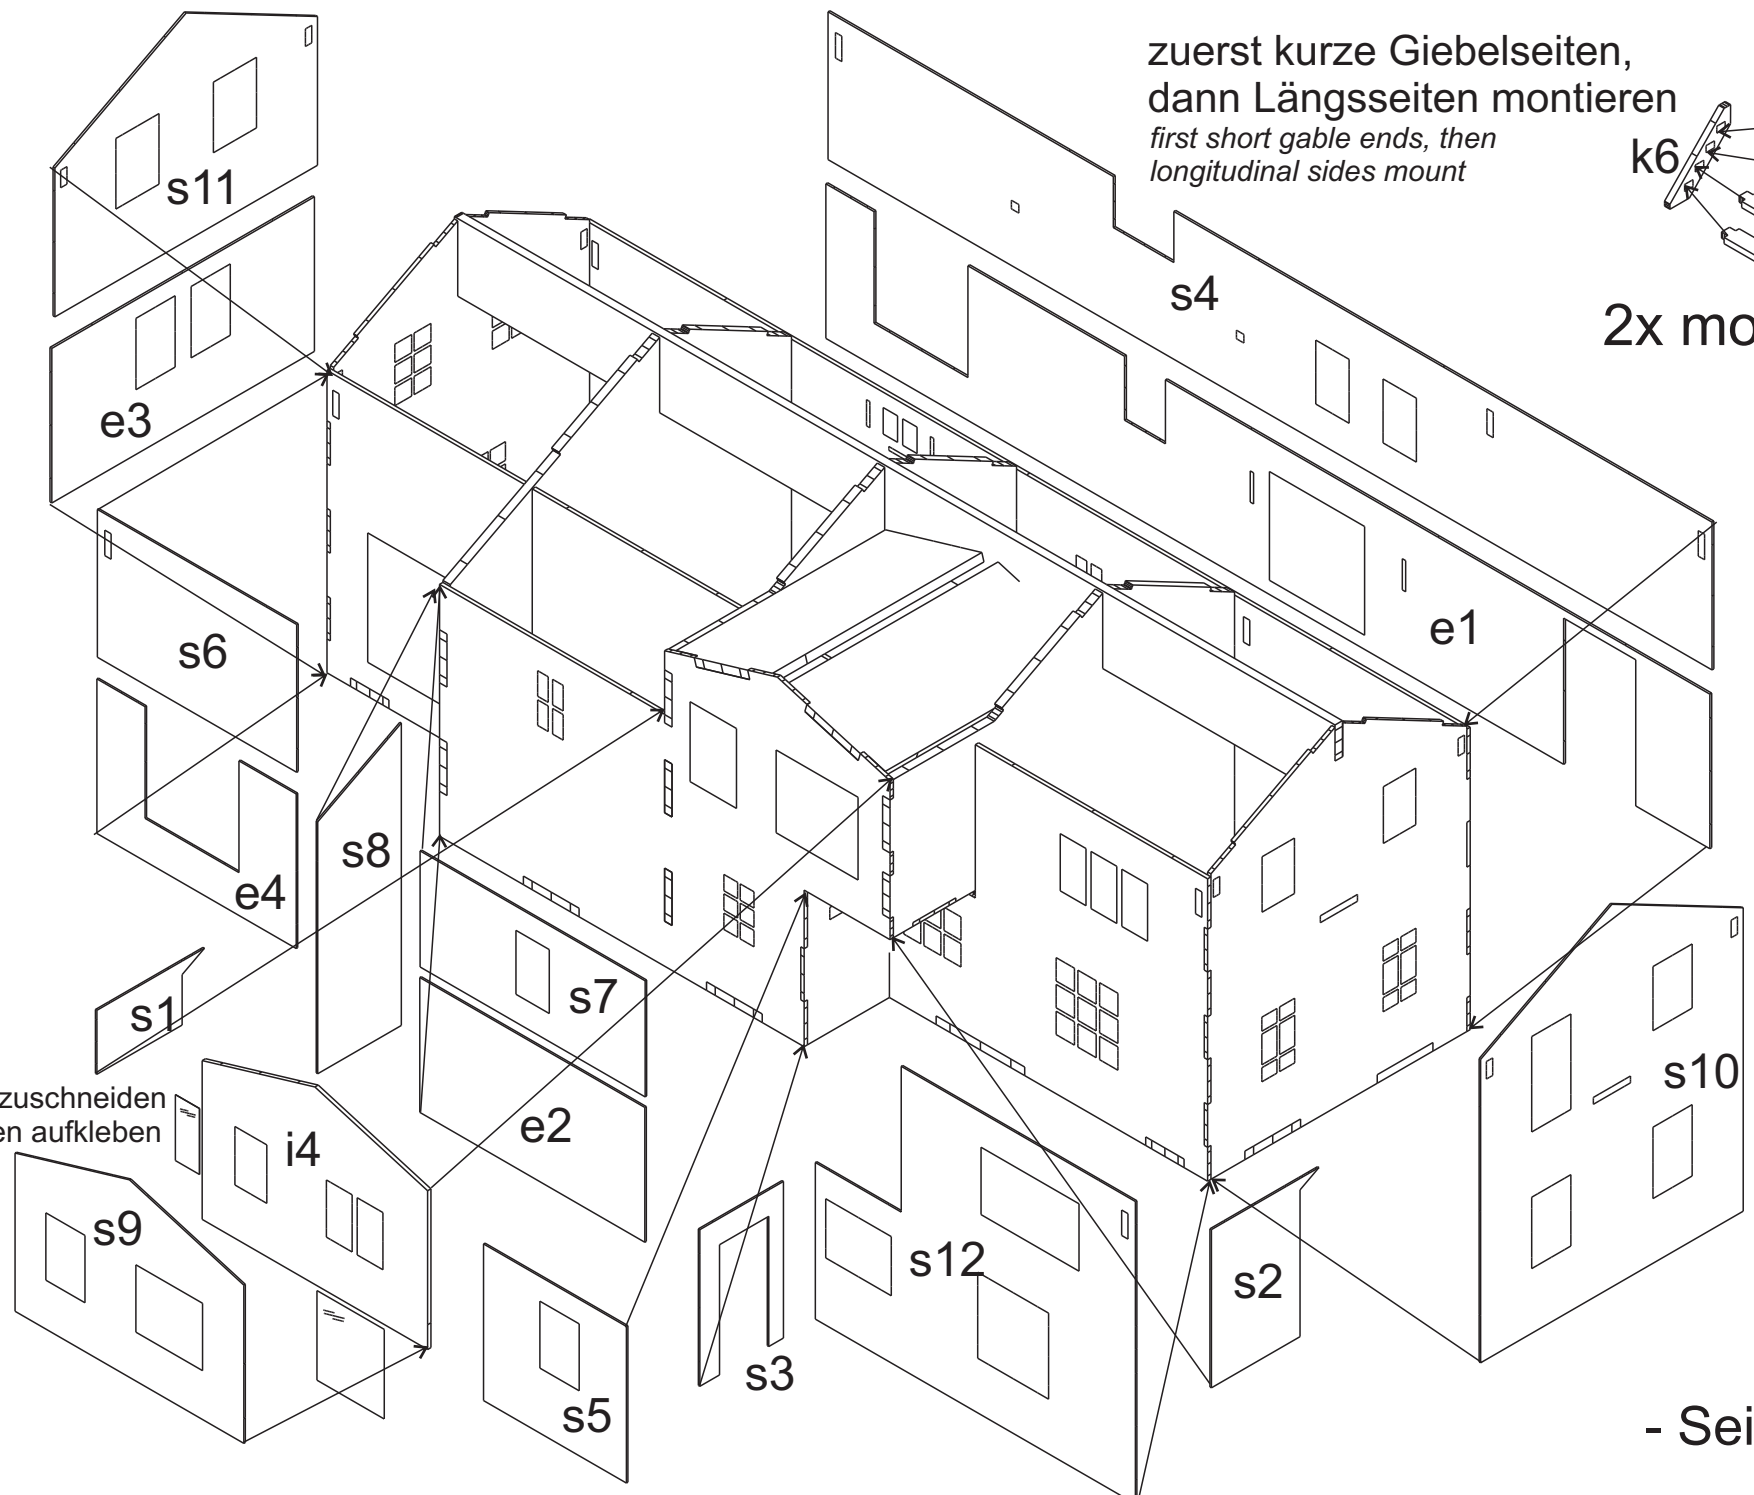 zuerst kurze Giebelseiten,
dann Längsseiten montieren
first short gable ends, then
longitudinal sides mount
k6
s11
s4
2x mo
e3
e1
s6
s8
e4
s7
s1
s10
zuschneiden
en aufkleben
e2
i4
s9
s12
s2
s3
s5
- Sei